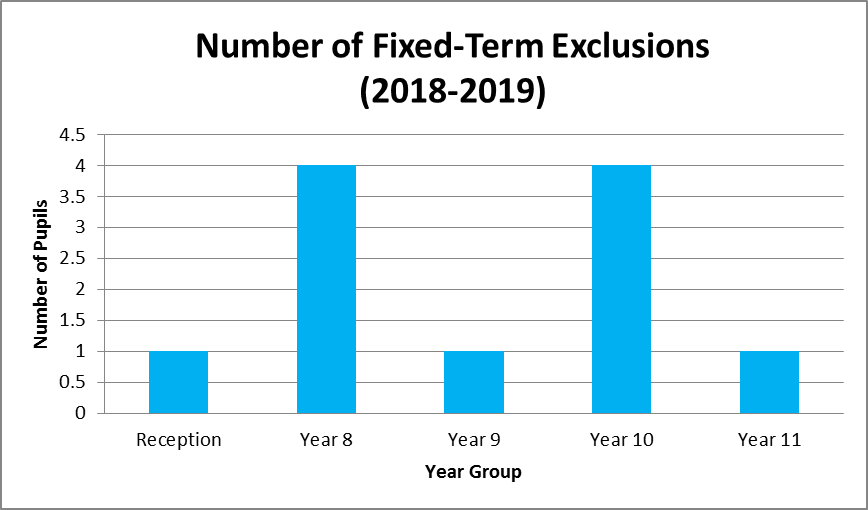 Number of Fixed-Term Exclusions
(2018-2019)
4.5
4
3.5
3
2.5
2
1.5
1
0.5
0
Number of Pupils
Reception Year 8 Year 9 Year 10 Year 11
Year Group